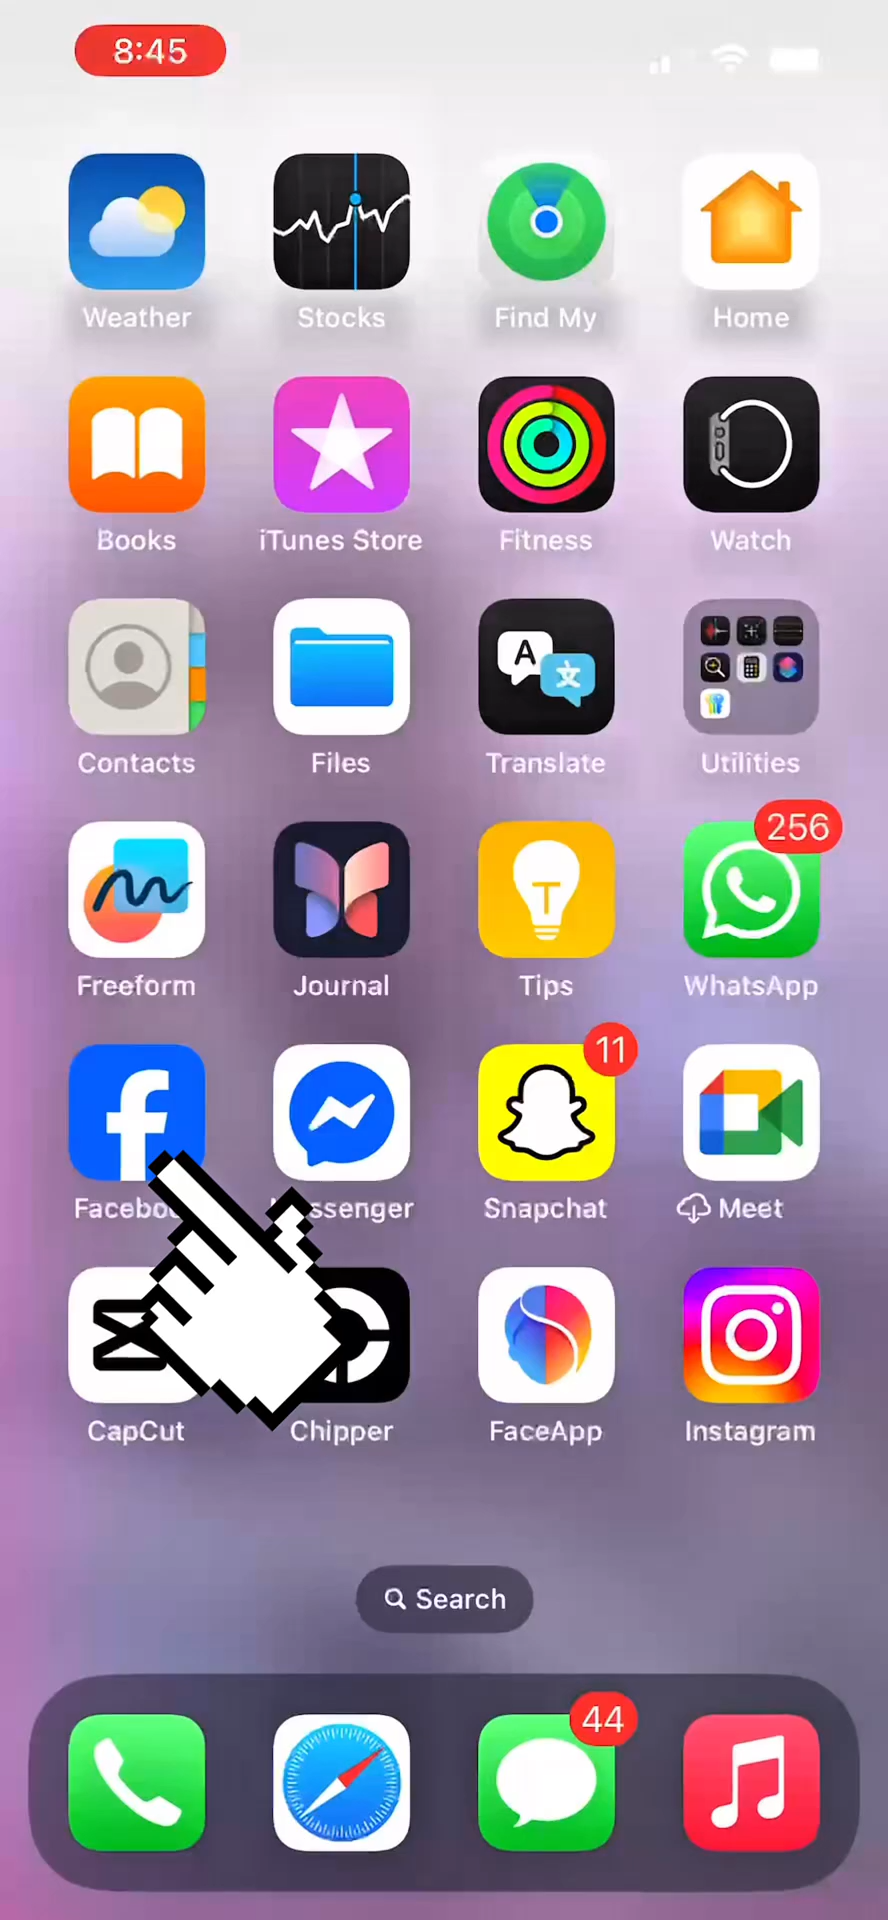 8:45
Weather Stocks Find My Home
Books iTunes Store Fitness Watch
Contacts Files Translate Utilities
256
Freeform Journal Tips WhatsApp
11
Snapchat Meet
CapCut Chipper FaceApp Instagram
Search
44